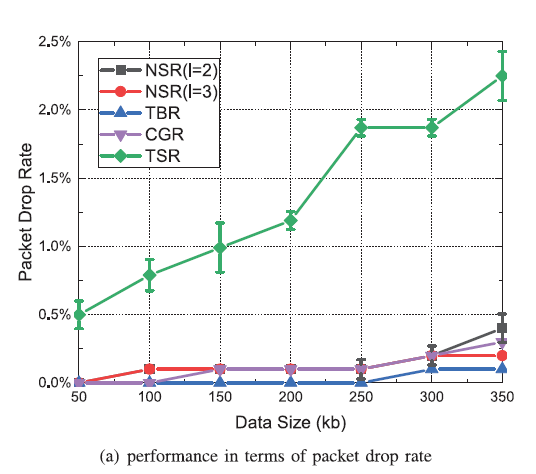 2.5%
2.0%
1.5%
1.0%
0.5%
0.0%
Packet Drop Rate
NSR(l=2)
NSR(l=3)
TBR
CGR
TSR
50 100 150 200 250 300 350
Data Size (kb)
(a) performance in terms of packet drop rate